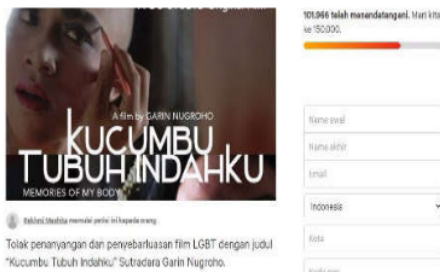 A film by GARIN NUGROHO
KUCUMBU
TUBUH INDAHKU
MEMORIES OF MY BODY
memulai petisi ini kepada orang
Tolak penanyangan dan penyebarluasan film LGBT dengan judul
"Kucumbu Tubuh Indahku" Sutradara Garin Nugroho.
101.066 telah menandatangani. Mari kita
ke 150.000.
Nama awal
Nama akhir
Email
Indonesia
Kota